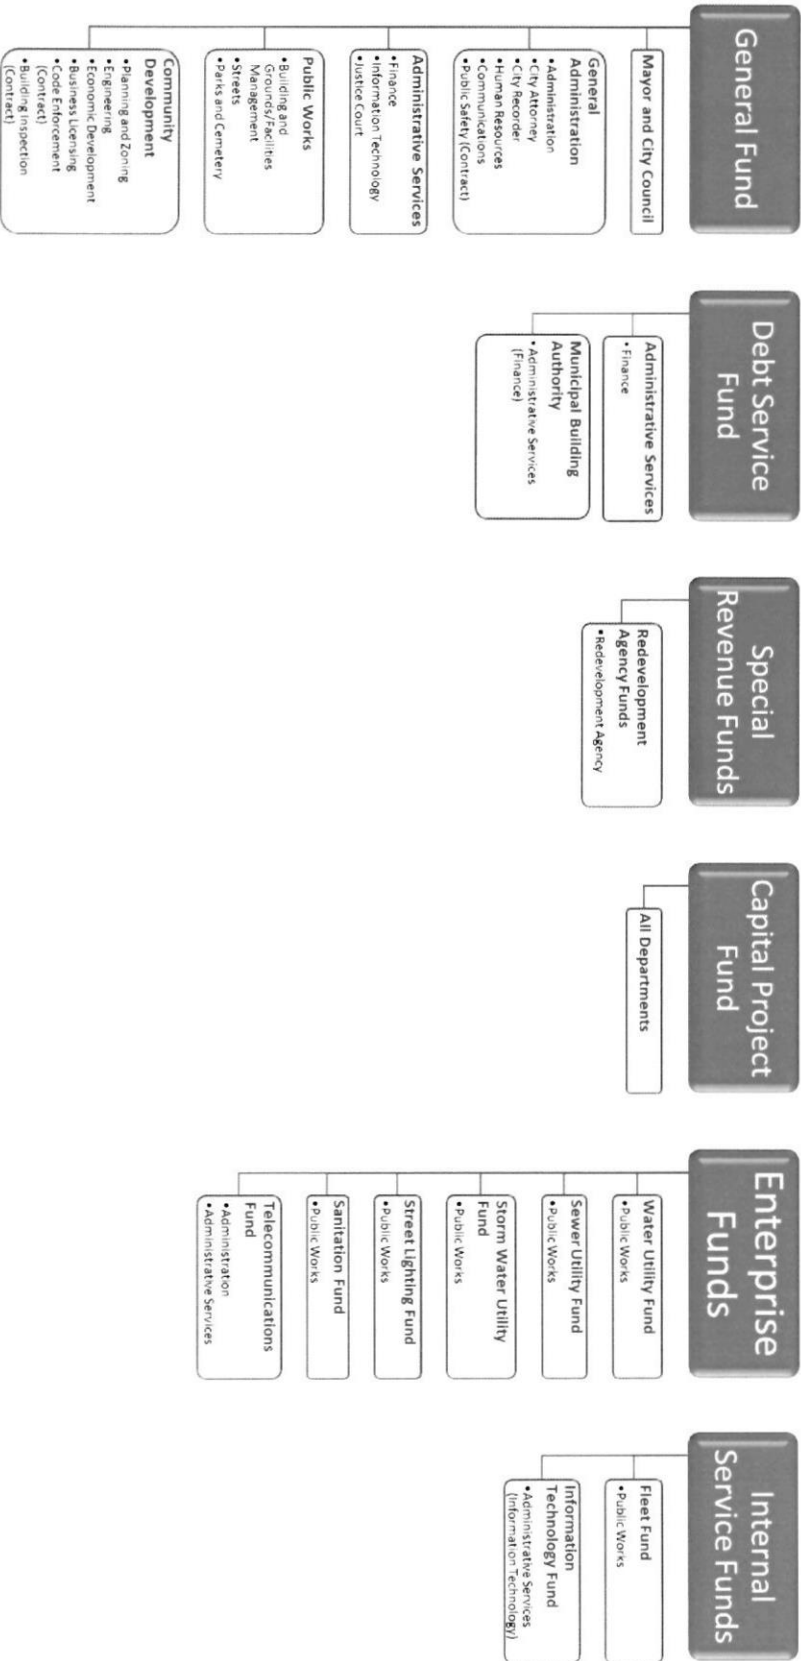 General Fund
Mayor and City Council
General
Administration
•Administration
•City Attorney
•City Recorder
•Human Resources
•Communications
•Public Safety (Contract)
Administrative Services
•Finance
•Information Technology
•Justice Court
Public Works
•Building and
Grounds/Facilities
Management
•Streets
•Parks and Cemetery
Community
Development
•Planning and Zoning
•Engineering
•Economic Development
•Business Licensing
•Code Enforcement
(Contract)
•Building Inspection
(Contract)
Debt Service
Fund
Administrative Services
•Finance
Municipal Building
Authority
•Administrative Services
(Finance)
Special
Revenue Funds
Redevelopment
Agency Funds
•Redevelopment Agency
Capital Project
Fund
All Departments
Enterprise
Funds
Water Utility Fund
•Public Works
Sewer Utility Fund
•Public Works
Storm Water Utility
Fund
•Public Works
Street Lighting Fund
•Public Works
Sanitation Fund
•Public Works
Telecommunications
Fund
•Administration
•Administrative Services
Internal
Service Funds
Fleet Fund
•Public Works
Information
Technology Fund
•Administrative Services
(Information Technology)